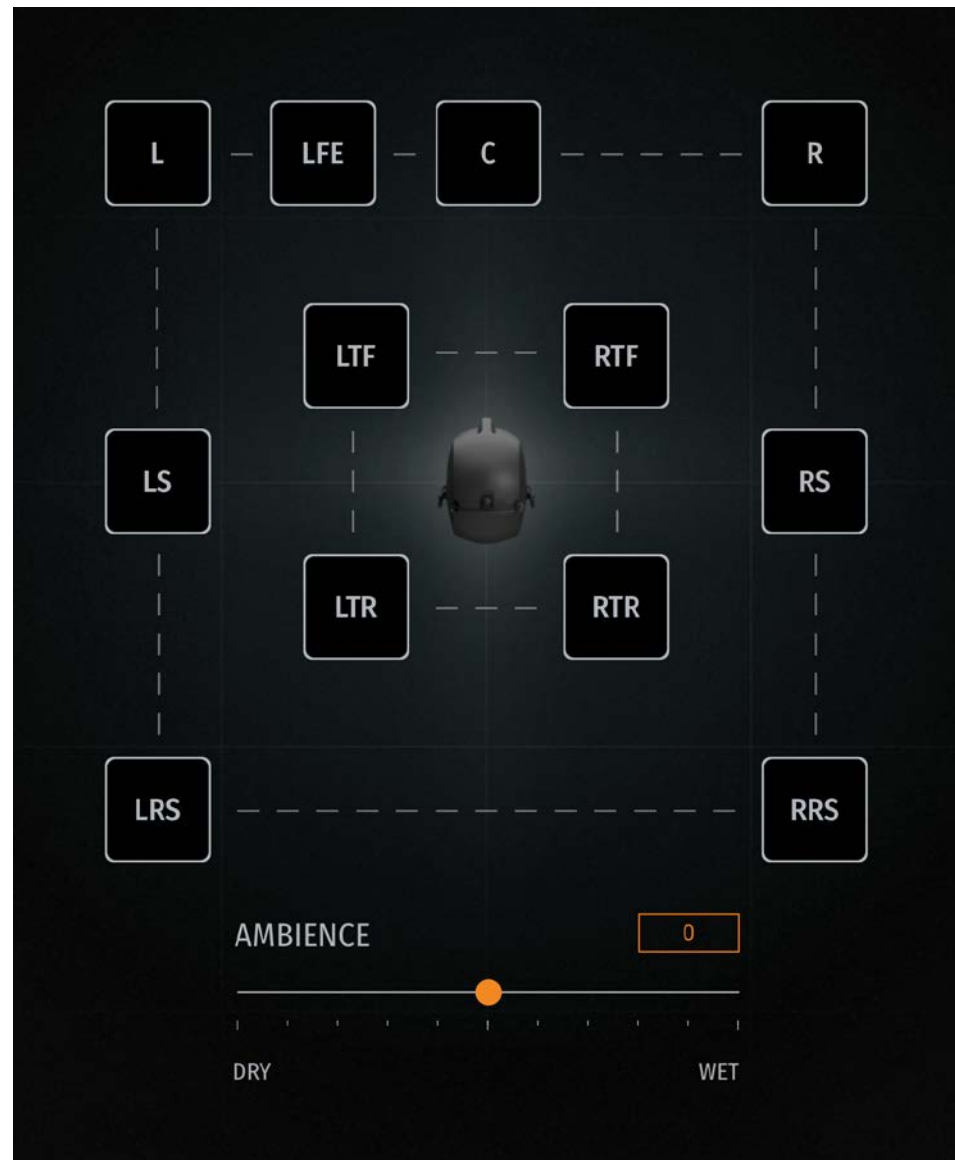 L LFE C R
LTF RTF
LS RS
LTR RTR
LRS RRS
AMBIENCE 0
DRY WET